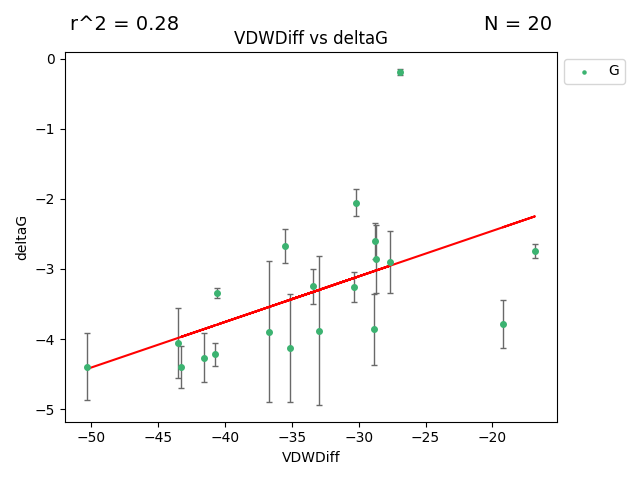 r^2 = 0.28
N = 20
VDWDiff vs deltaG
G
0
−1
−2
−3
−4
−5
deltaG
−50
−45
−40
−35
−30
−25
−20
VDWDiff